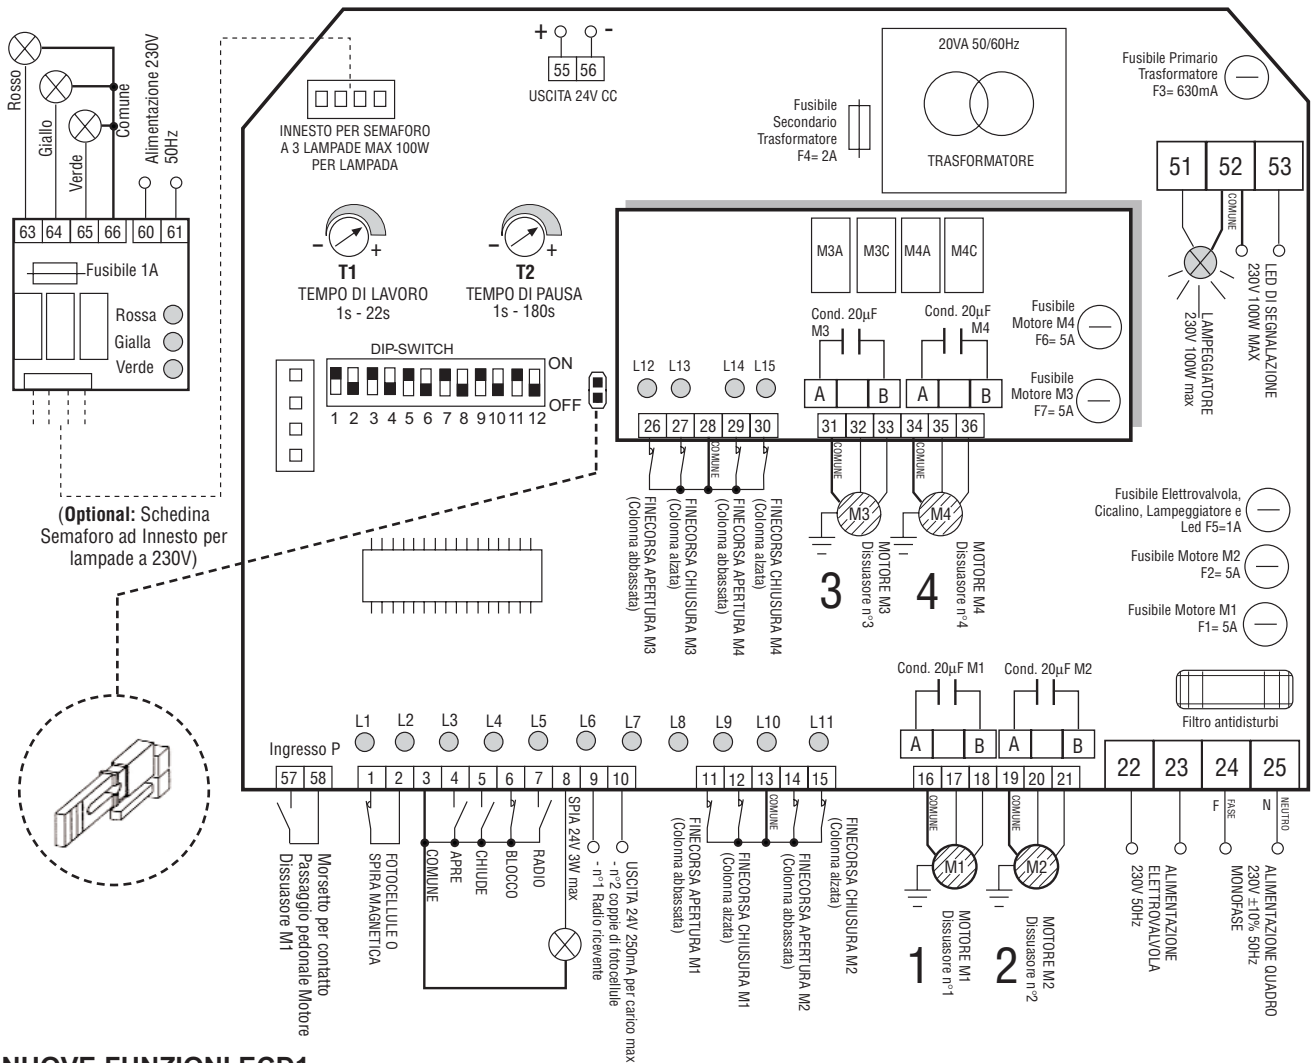 Rosso
Giallo
Verde
Comune
Alimentazione 230V
50Hz
63 64 65 66 60 61
Fusibile 1A
Rossa
Gialla
Verde
(Optional: Schedina
Semaforo ad Innesto per
lampade a 230V)
INNESTO PER SEMAFORO
A 3 LAMPADE MAX 100W
PER LAMPADA
+ -
55 56
USCITA 24V CC
20VA 50/60Hz
TRASFORMATORE
Fusibile
Secondario
Trasformatore
F4= 2A
Fusibile Primario
Trasformatore
F3= 630mA
51 52 53
COMUNE
LAMPEGGIATORE
230V 100W max
LED DI SEGNALAZIONE
230V 100W MAX
- +
T1
TEMPO DI LAVORO
1s - 22s
- +
T2
TEMPO DI PAUSA
1s - 180s
DIP-SWITCH
ON
OFF
1 2 3 4 5 6 7 8 9 10 11 12
M3A M3C M4A M4C
Cond. 20µF
M3
Cond. 20µF
M4
Fusibile
Motore M4
F6= 5A
Fusibile
Motore M3
F7= 5A
L12 L13 L14 L15
A B A B
26 27 28 29 30
31 32 33 34 35 36
COMUNE
COMUNE
COMUNE
FINECORSA APERTURA M3
(Colonna abbassata)
FINECORSA CHIUSURA M3
(Colonna alzata)
FINECORSA APERTURA M4
(Colonna abbassata)
FINECORSA CHIUSURA M4
(Colonna alzata)
M3
3
MOTORE M3
Dissuasore n°3
M4
4
MOTORE M4
Dissuasore n°4
Fusibile Elettrovalvola,
Cicalino, Lampeggiatore e
Led F5=1A
Fusibile Motore M2
F2= 5A
Fusibile Motore M1
F1= 5A
Filtro antidisturbi
Cond. 20µF M1
Cond. 20µF M2
A B A B
L1 L2 L3 L4 L5 L6 L7 L8 L9 L10 L11
Ingresso P
57 58
1 2 3 4 5 6 7 8 9 10
11 12 13 14 15
16 17 18 19 20 21
22 23 24 25
Morsetto per contatto
Passaggio pedonale Motore
Dissuasore M1
FOTOCELLULE O
SPIRA MAGNETICA
COMUNE
APRE
CHIUDE
BLOCCO
RADIO
SPIA 24V 3W max
USCITA 24V 250mA per carico max
- n°2 coppie di fotocellule
- n°1 Radio ricevente
COMUNE
FINECORSA APERTURA M1
(Colonna abbassata)
FINECORSA CHIUSURA M1
(Colonna alzata)
FINECORSA APERTURA M2
(Colonna abbassata)
FINECORSA CHIUSURA M2
(Colonna alzata)
COMUNE
M1
1
MOTORE M1
Dissuasore n°1
COMUNE
M2
2
MOTORE M2
Dissuasore n°2
ALIMENTAZIONE
ELETTROVALVOLA
230V 50Hz
F FASE
N NEUTRO
ALIMENTAZIONE QUADRO
230V ±10% 50Hz
MONOFASE
NUOVE FUNZIONI ECD1